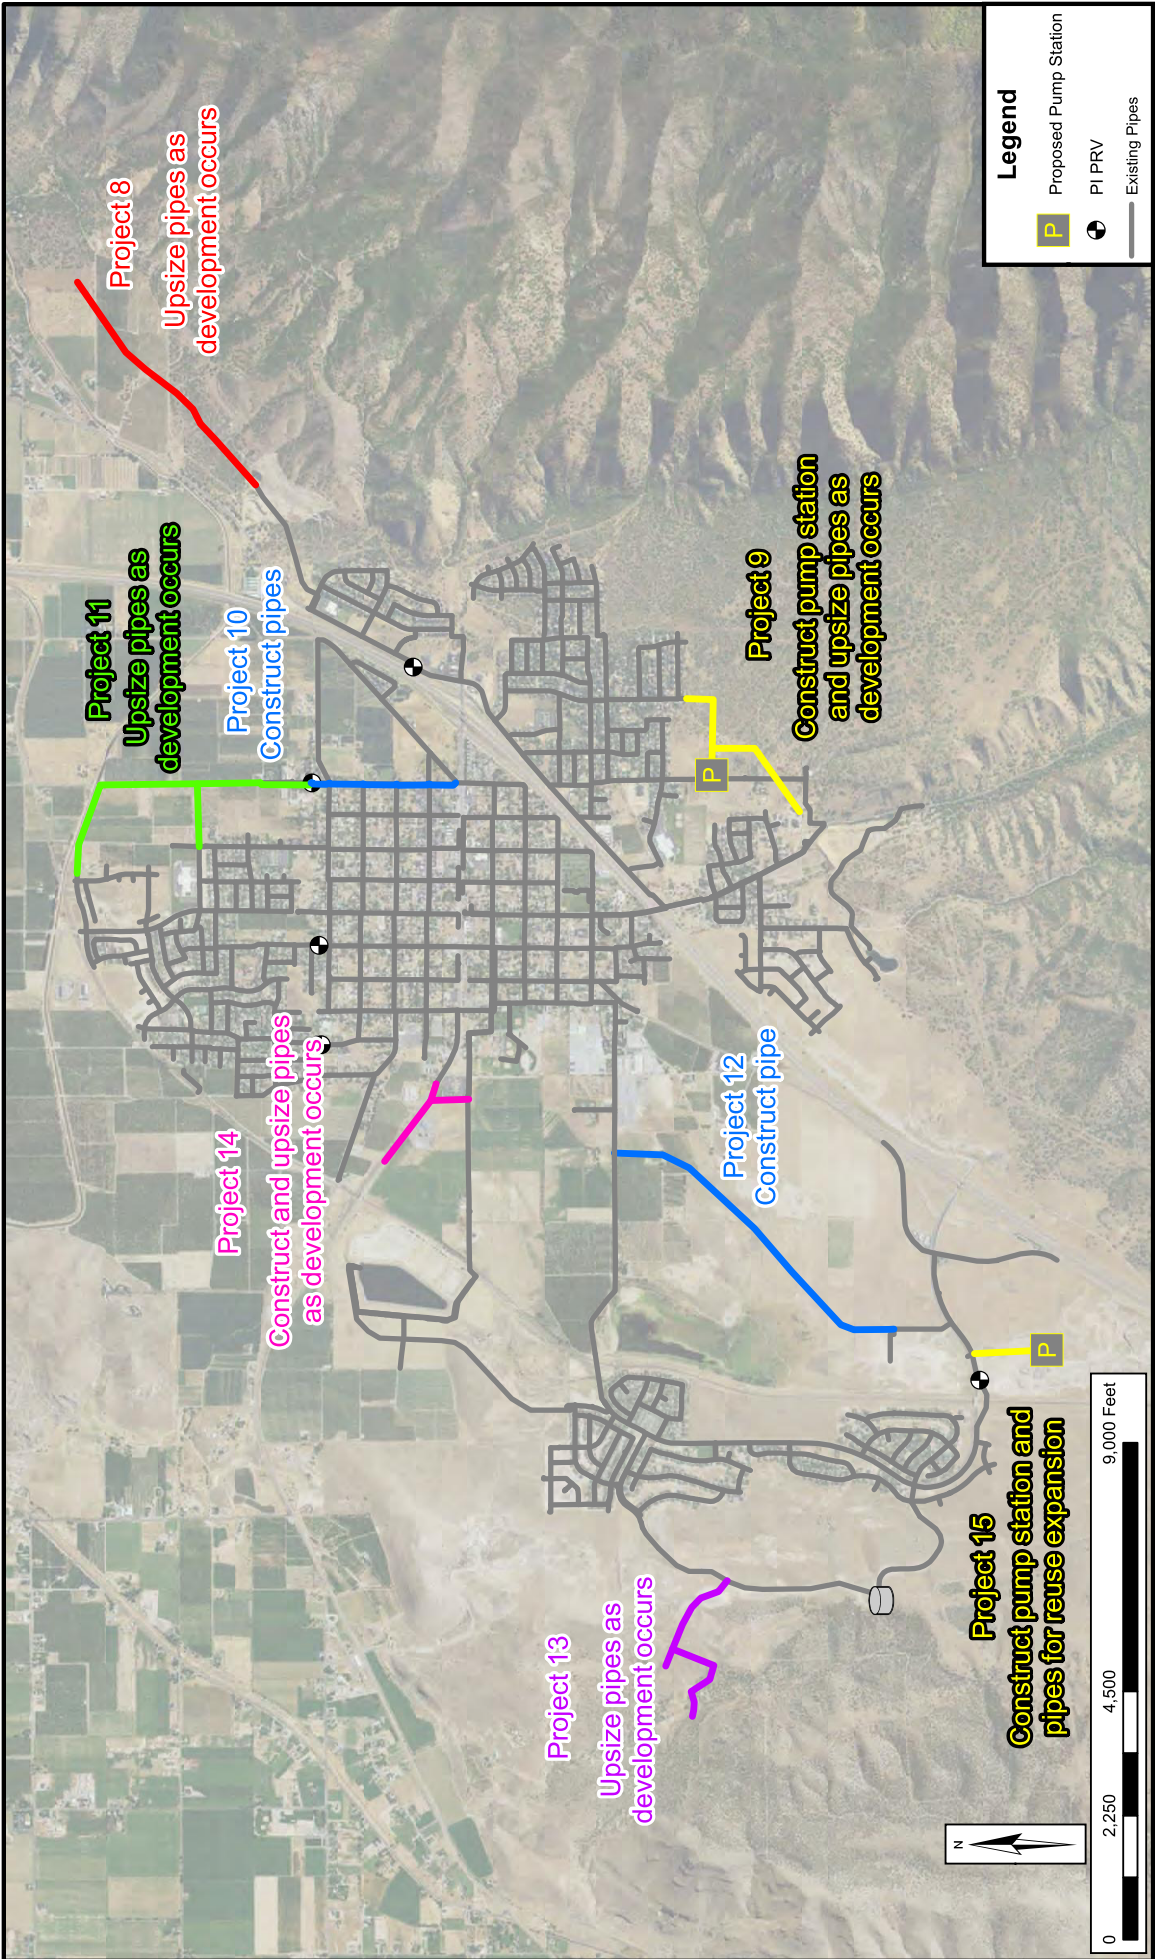 Project 8
Upsize pipes as
development occurs
Project 11
Upsize pipes as
development occurs
Project 10
Construct pipes
Project 9
Construct pump station
and upsize pipes as
development occurs
P
Project 14
Construct and upsize pipes
as development occurs
Project 12
Construct pipe
Project 13
Upsize pipes as
development occurs
Project 15
Construct pump station and
pipes for reuse expansion
P
Legend
P Proposed Pump Station
PI PRV
Existing Pipes
N
0 2,250 4,500 9,000 Feet